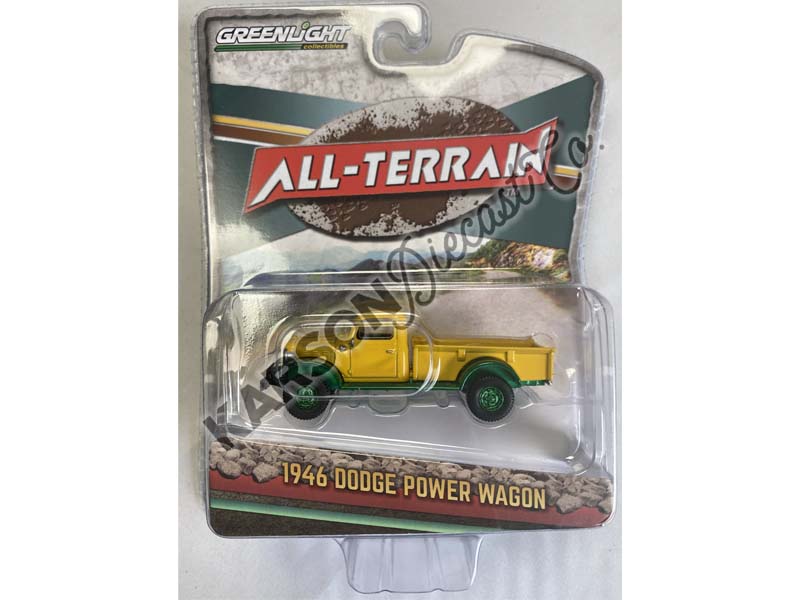 GREENLIGHT
collectibles
ALL-TERRAIN
KARSON Diecast Co.
1946 DODGE POWER WAGON